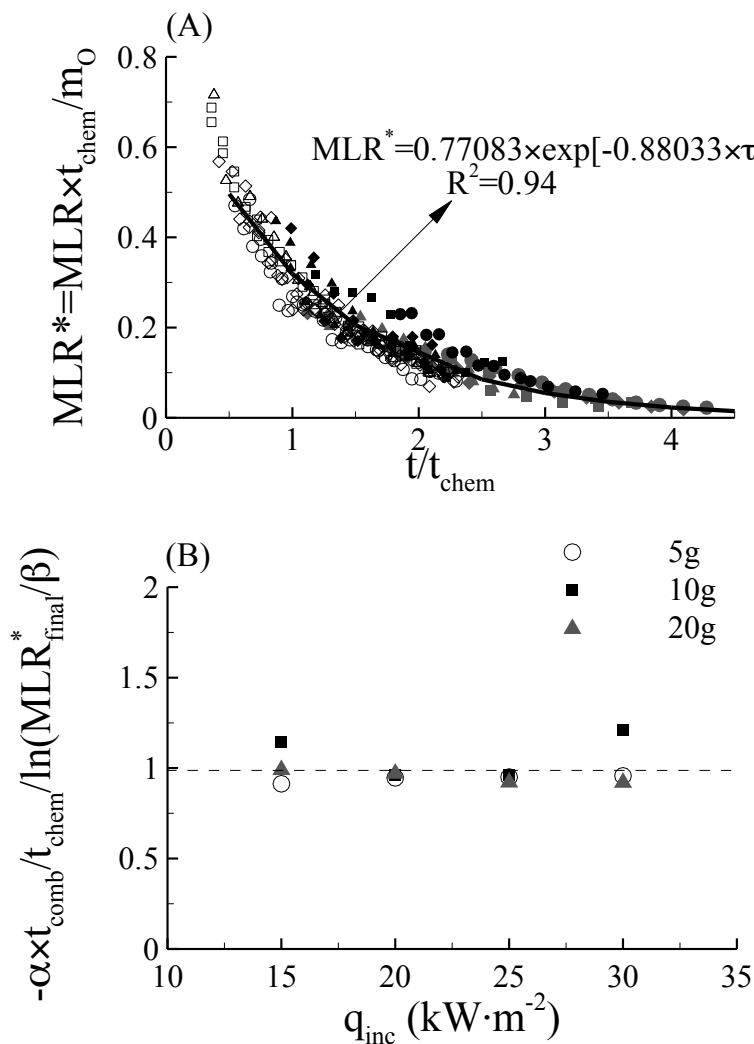 (A)
MLR*=MLR×t_chem/m_O
0.8
0.6
0.4
0.2
0
MLR*=0.77083×exp[-0.88033×τ
R²=0.94
0 1 2 3 4
t/t_chem
(B)
-α×t_comb/t_chem/ln(MLR*_final/β)
2
1.5
1
0.5
0
5g
10g
20g
10 15 20 25 30 35
q_inc (kW·m⁻²)